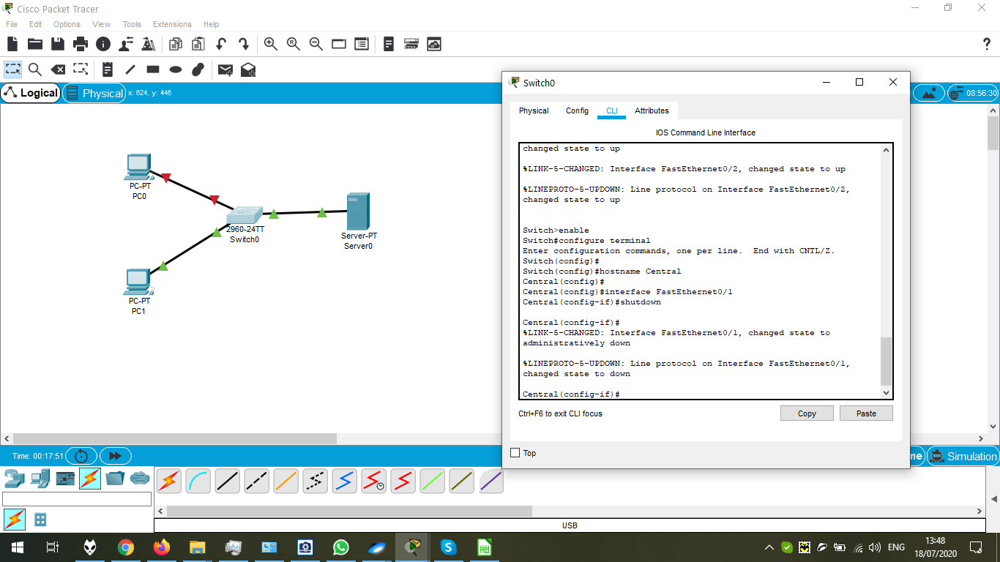 Cisco Packet Tracer
File Edit Options View Tools Extensions Help
Logical
Physical
x: 624, y: 446
08:56:30
PC-PT
PC0
2960-24TT
Switch0
Server-PT
Server0
PC-PT
PC1
Switch0
Physical Config CLI Attributes
IOS Command Line Interface
changed state to up
%LINK-5-CHANGED: Interface FastEthernet0/2, changed state to up
%LINEPROTO-5-UPDOWN: Line protocol on Interface FastEthernet0/2,
changed state to up
Switch>enable
Switch#configure terminal
Enter configuration commands, one per line.  End with CNTL/Z.
Switch(config)#
Switch(config)#hostname Central
Central(config)#
Central(config)#interface FastEthernet0/1
Central(config-if)#shutdown
Central(config-if)#
%LINK-5-CHANGED: Interface FastEthernet0/1, changed state to
administratively down
%LINEPROTO-5-UPDOWN: Line protocol on Interface FastEthernet0/1,
changed state to down
Central(config-if)#
Ctrl+F6 to exit CLI focus
Copy
Paste
Top
Time: 00:17:51
me
Simulation
USB
ENG
13:48
18/07/2020